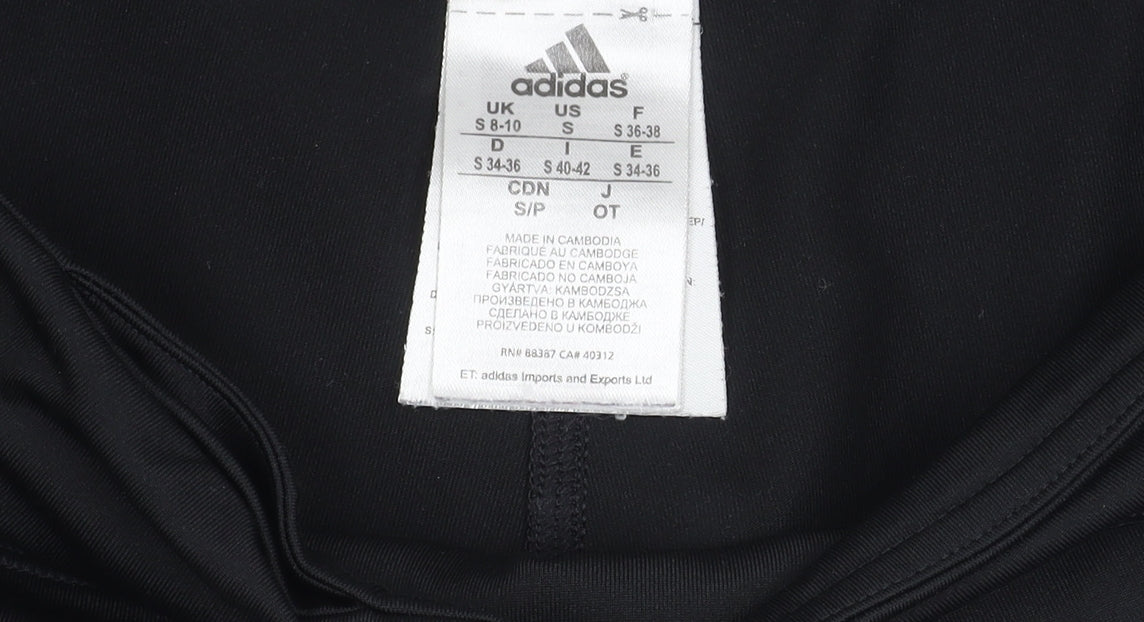 adidas®
UK US F
S 8-10 S S 36-38
D I E
S 34-36 S 40-42 S 34-36
CDN J
S/P OT
MADE IN CAMBODIA
FABRIQUÉ AU CAMBODGE
FABRICADO EN CAMBOYA
FABRICADO NO CAMBOJA
GYÁRTVA: KAMBODZSA
ПРОИЗВЕДЕНО В КАМБОДЖА
СДЕЛАНО В КАМБОДЖЕ
PROIZVEDENO U KOMBODŽI
RN# 88387 CA# 40312
ET: adidas Imports and Exports Ltd